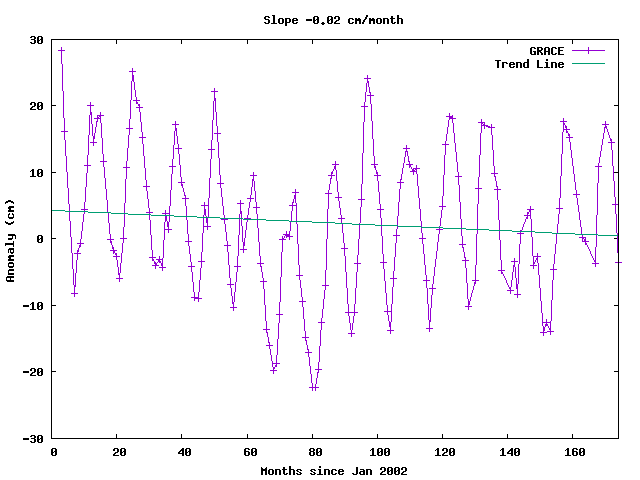 Slope -0.02 cm/month
GRACE
Trend Line
30
20
10
0
-10
-20
-30
Anomaly (cm)
0 20 40 60 80 100 120 140 160
Months since Jan 2002